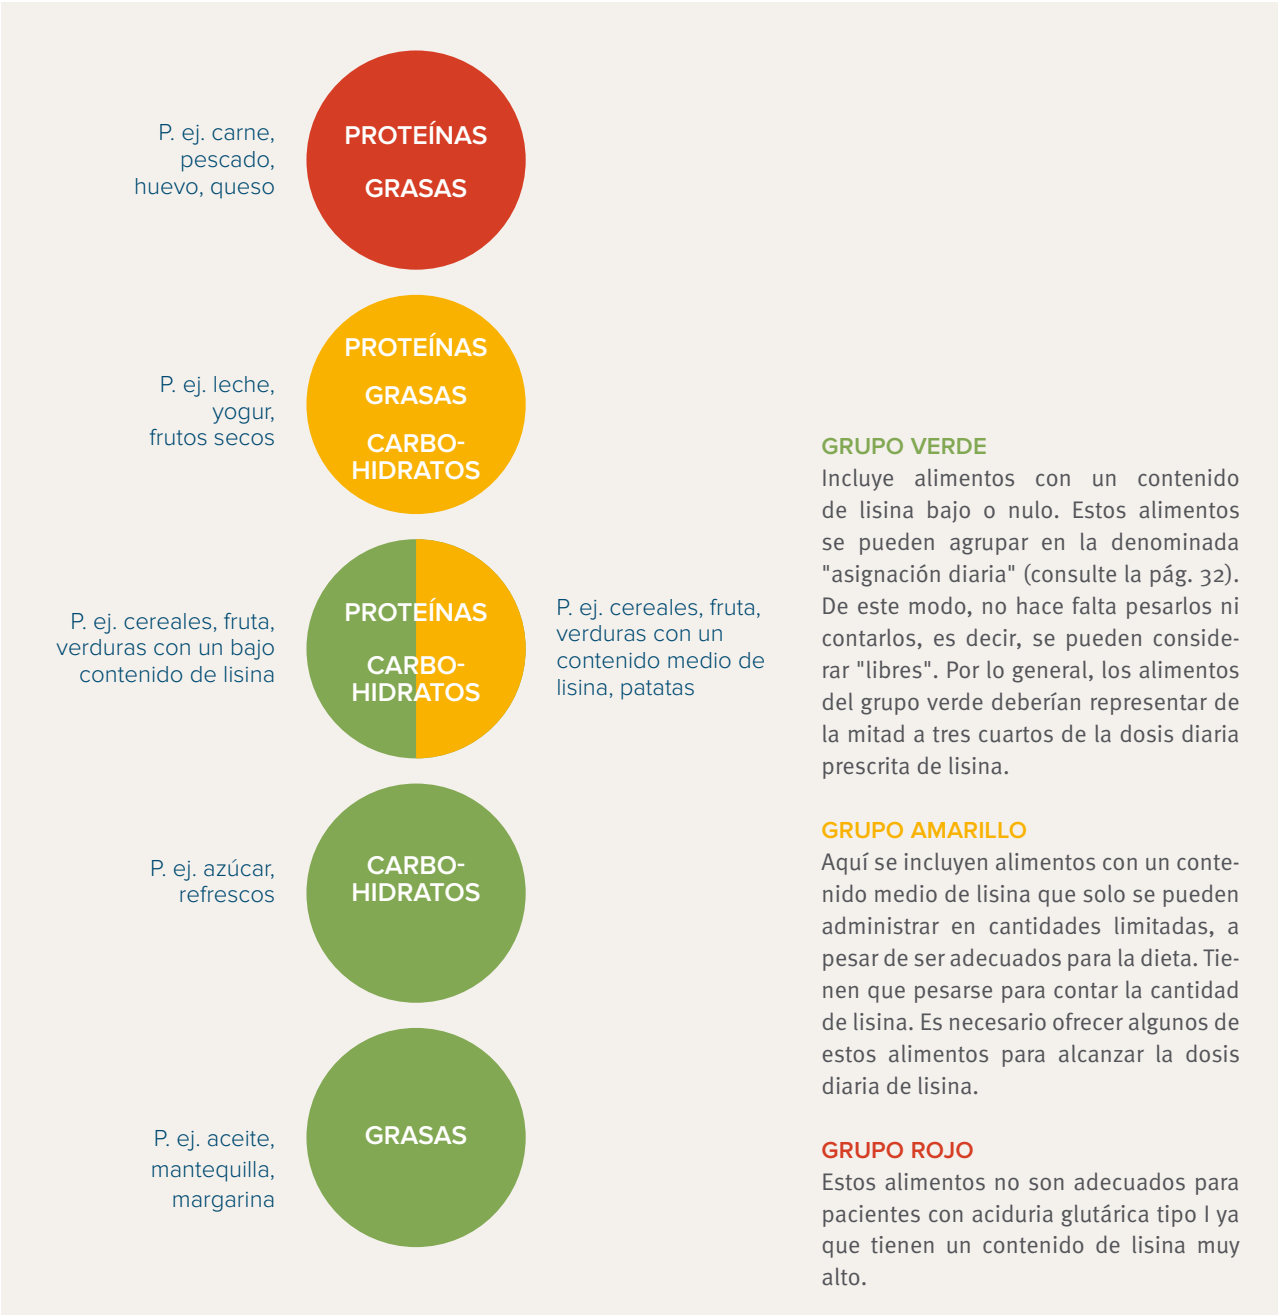 P. ej. carne,
pescado,
huevo, queso
PROTEÍNAS
GRASAS
P. ej. leche,
yogur,
frutos secos
PROTEÍNAS
GRASAS
CARBO-
HIDRATOS
P. ej. cereales, fruta,
verduras con un bajo
contenido de lisina
PROTEÍNAS
CARBO-
HIDRATOS
P. ej. cereales, fruta,
verduras con un
contenido medio de
lisina, patatas
P. ej. azúcar,
refrescos
CARBO-
HIDRATOS
P. ej. aceite,
mantequilla,
margarina
GRASAS
GRUPO VERDE
Incluye alimentos con un contenido
de lisina bajo o nulo. Estos alimentos
se pueden agrupar en la denominada
"asignación diaria" (consulte la pág. 32).
De este modo, no hace falta pesarlos ni
contarlos, es decir, se pueden conside-
rar "libres". Por lo general, los alimentos
del grupo verde deberían representar de
la mitad a tres cuartos de la dosis diaria
prescrita de lisina.
GRUPO AMARILLO
Aquí se incluyen alimentos con un conte-
nido medio de lisina que solo se pueden
administrar en cantidades limitadas, a
pesar de ser adecuados para la dieta. Tie-
nen que pesarse para contar la cantidad
de lisina. Es necesario ofrecer algunos de
estos alimentos para alcanzar la dosis
diaria de lisina.
GRUPO ROJO
Estos alimentos no son adecuados para
pacientes con aciduria glutárica tipo I ya
que tienen un contenido de lisina muy
alto.